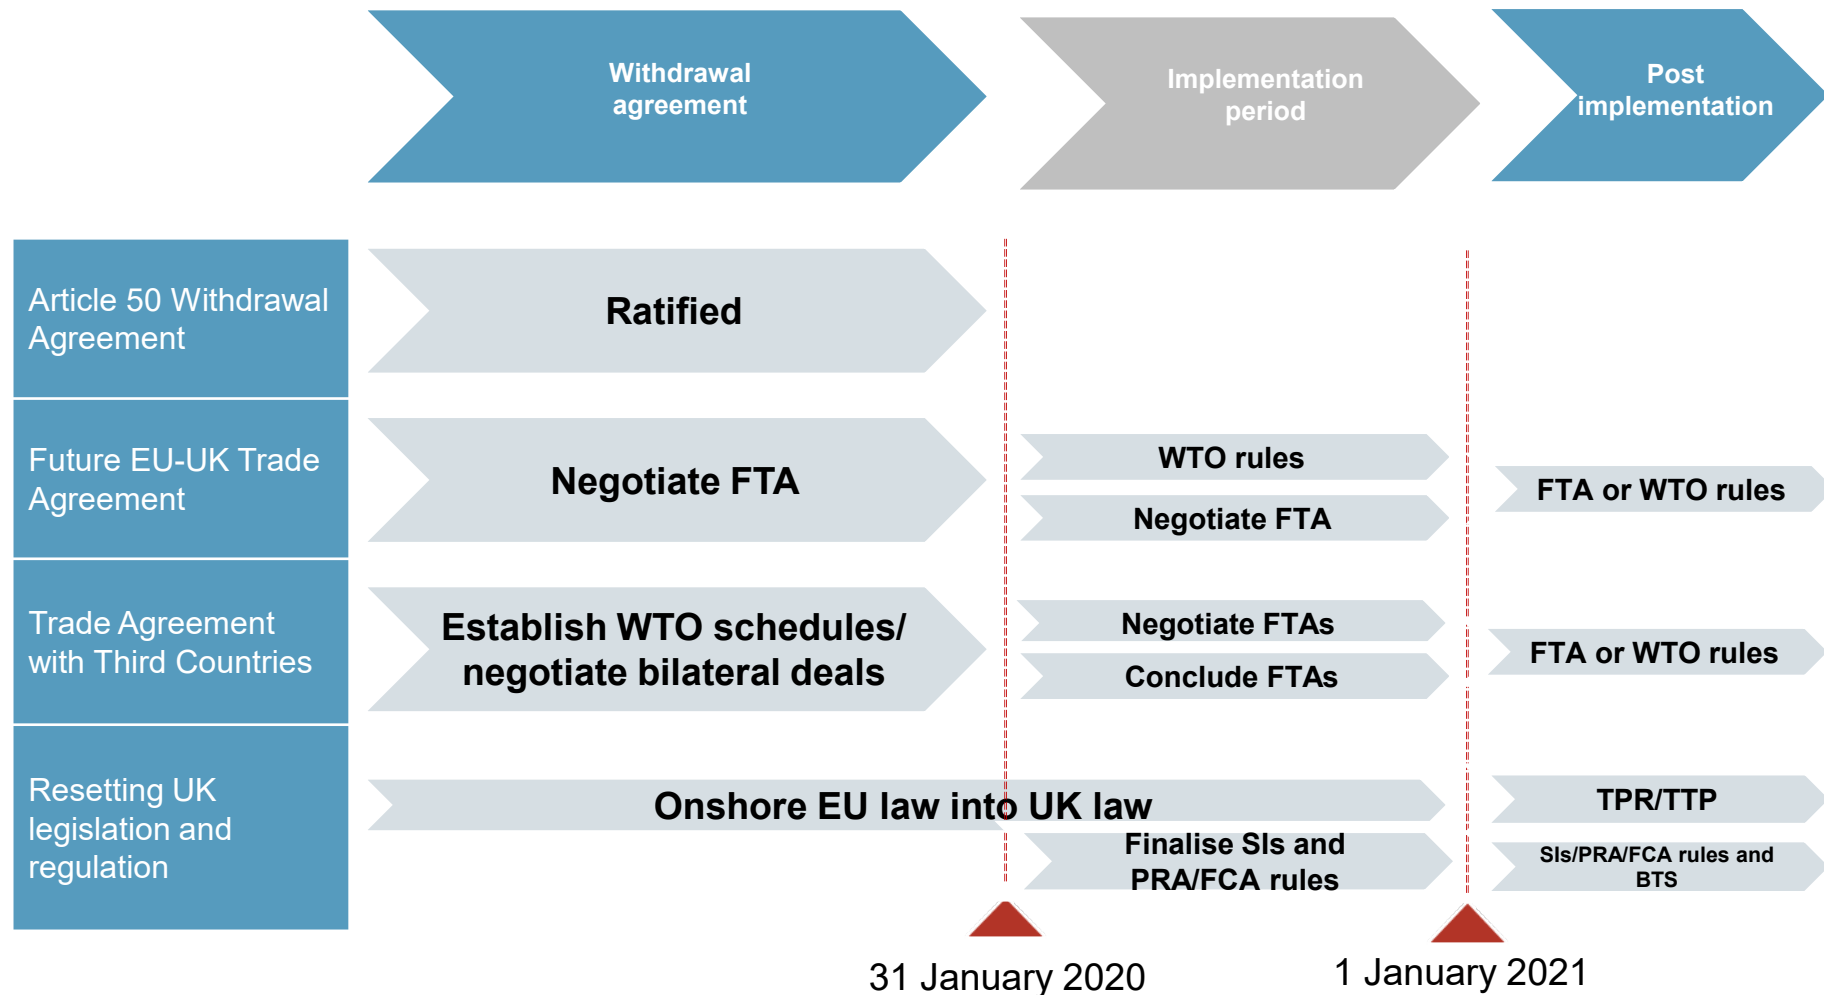 Withdrawal
agreement
Implementation
period
Post
implementation
Article 50 Withdrawal
Agreement
Ratified
Future EU-UK Trade
Agreement
Negotiate FTA
WTO rules
Negotiate FTA
FTA or WTO rules
Trade Agreement
with Third Countries
Establish WTO schedules/
negotiate bilateral deals
Negotiate FTAs
Conclude FTAs
FTA or WTO rules
Resetting UK
legislation and
regulation
Onshore EU law into UK law
Finalise SIs and
PRA/FCA rules
TPR/TTP
SIs/PRA/FCA rules and
BTS
31 January 2020
1 January 2021